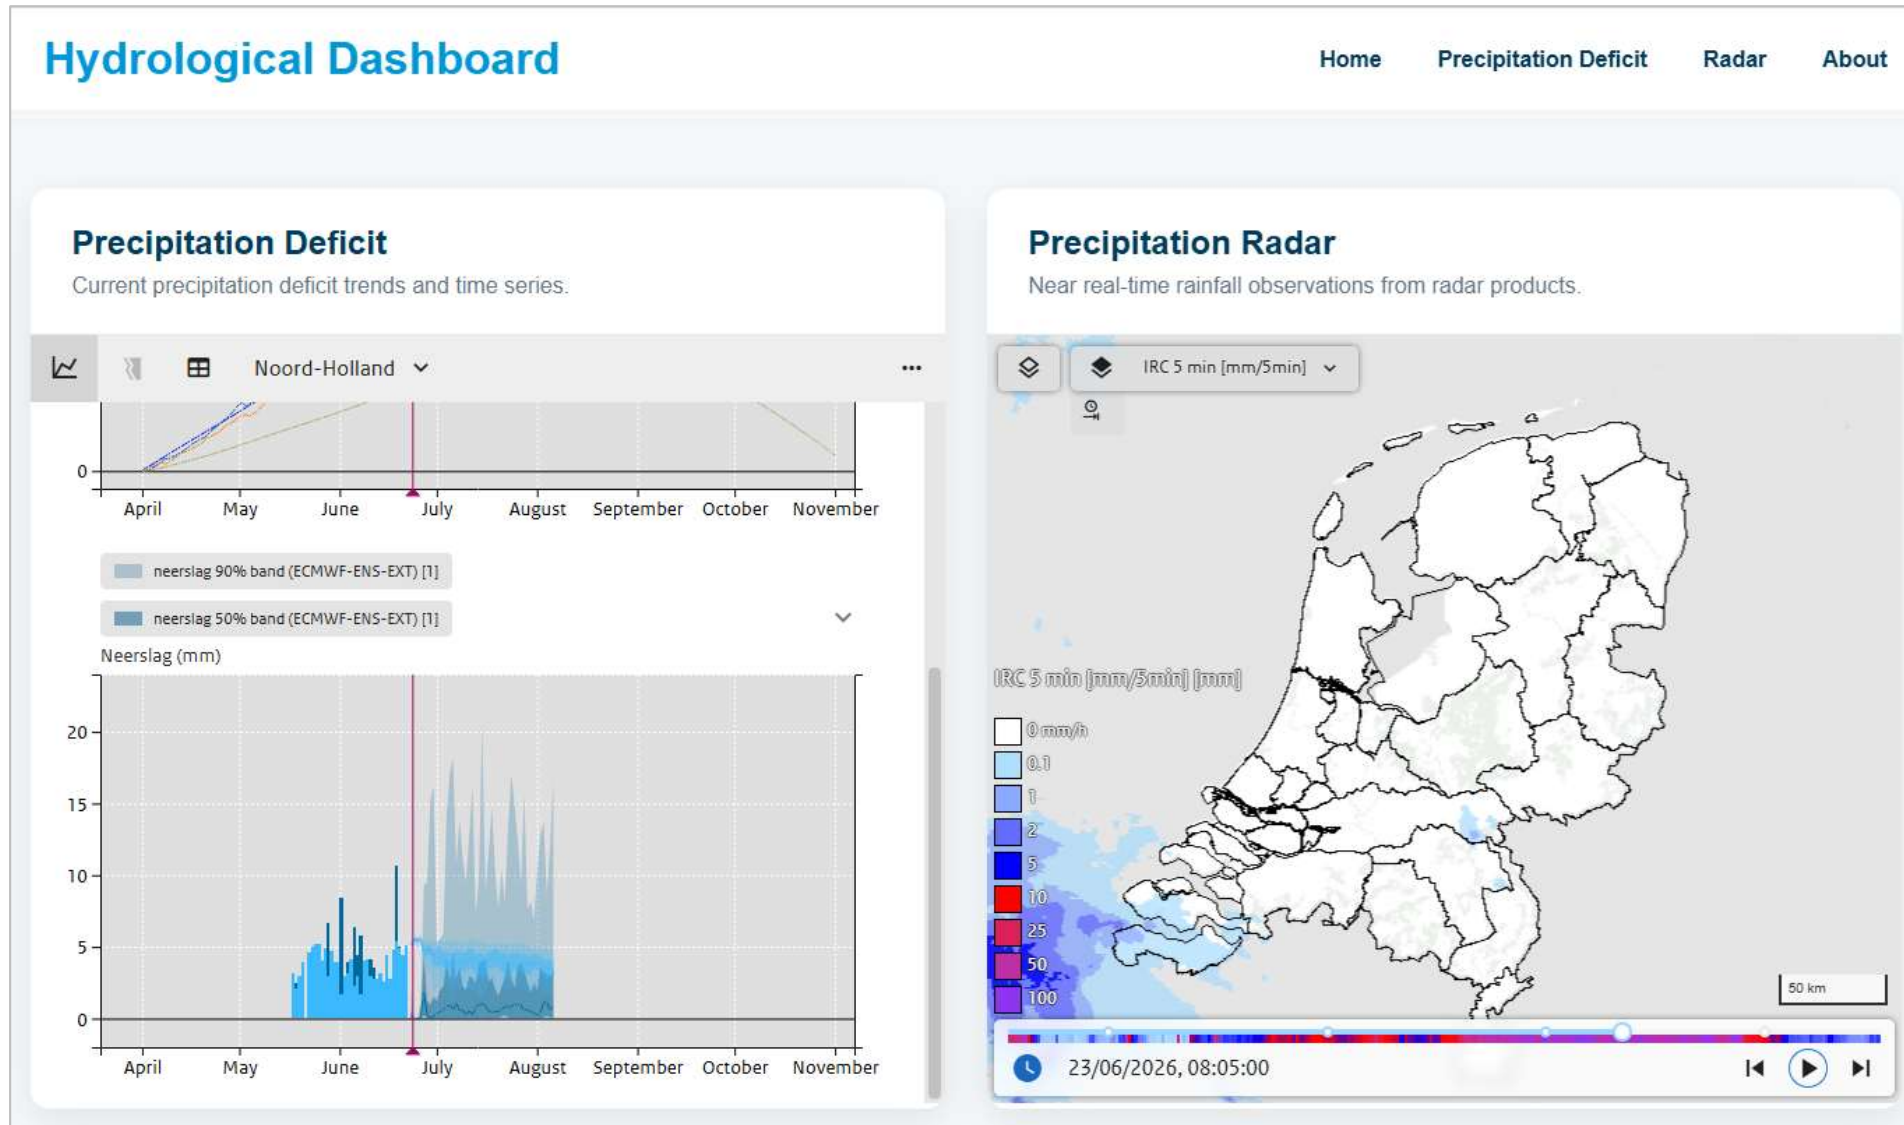 Hydrological Dashboard
Home Precipitation Deficit Radar About
Precipitation Deficit
Current precipitation deficit trends and time series.
Noord-Holland
0
April May June July August September October November
neerslag 90% band (ECMWF-ENS-EXT) [1]
neerslag 50% band (ECMWF-ENS-EXT) [1]
Neerslag (mm)
20
15
10
5
0
April May June July August September October November
Precipitation Radar
Near real-time rainfall observations from radar products.
IRC 5 min [mm/5min]
IRC 5 min [mm/5min] [mm]
0 mm/h
0.1
1
2
5
10
25
50
100
50 km
23/06/2026, 08:05:00